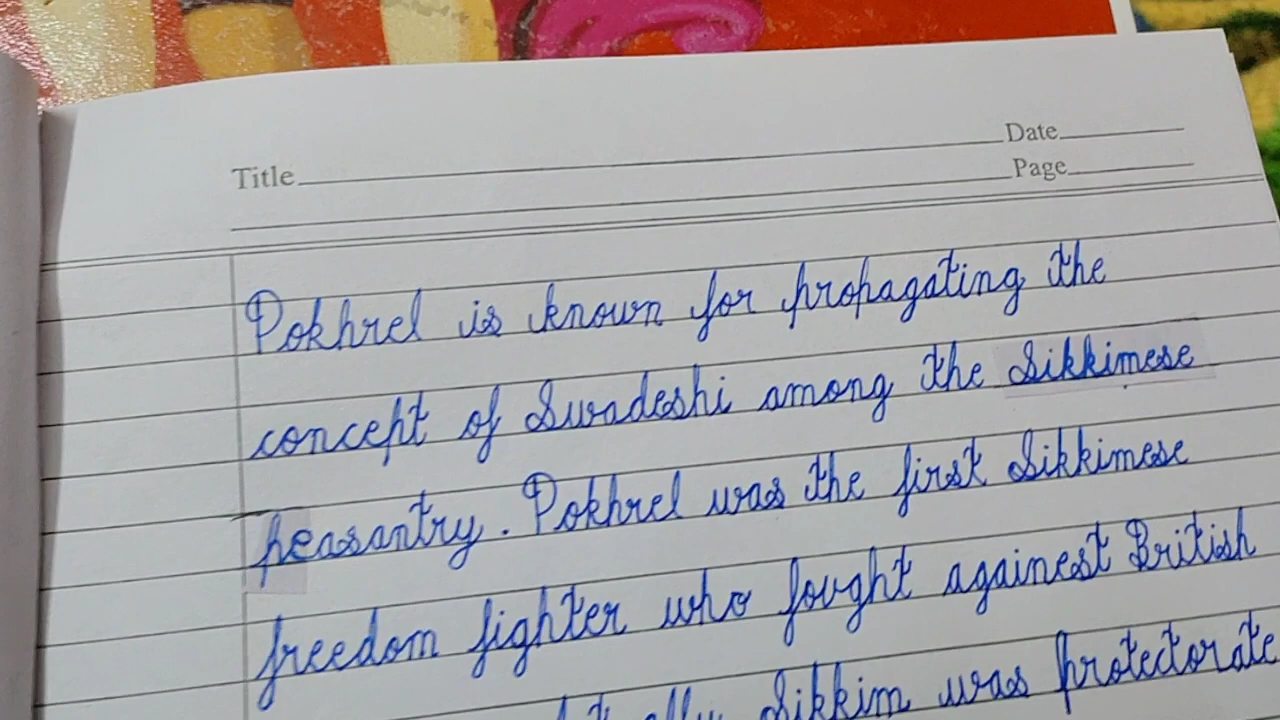 Date
Title
Page
Pokhrel is known for propagating the
concept of Swadeshi among the Sikkimese
peasantry. Pokhrel was the first Sikkimese
freedom fighter who fought againest British
Sikkim was protectorate